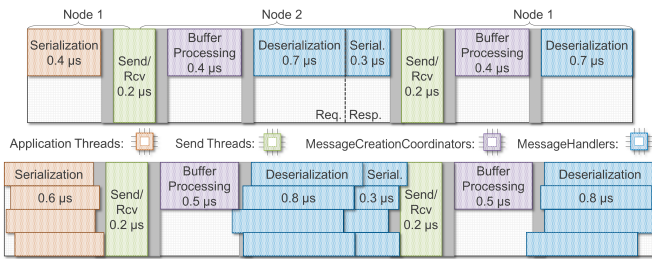 Node 1
Node 2
Node 1
Serialization
0.4 µs
Send/
Rcv
0.2 µs
Buffer
Processing
0.4 µs
Deserialization
0.7 µs
Serial.
0.3 µs
Req.
Resp.
Send/
Rcv
0.2 µs
Buffer
Processing
0.4 µs
Deserialization
0.7 µs
Application Threads:
Send Threads:
MessageCreationCoordinators:
MessageHandlers:
Serialization
0.6 µs
Send/
Rcv
0.2 µs
Buffer
Processing
0.5 µs
Deserialization
0.8 µs
Serial.
0.3 µs
Send/
Rcv
0.2 µs
Buffer
Processing
0.5 µs
Deserialization
0.8 µs